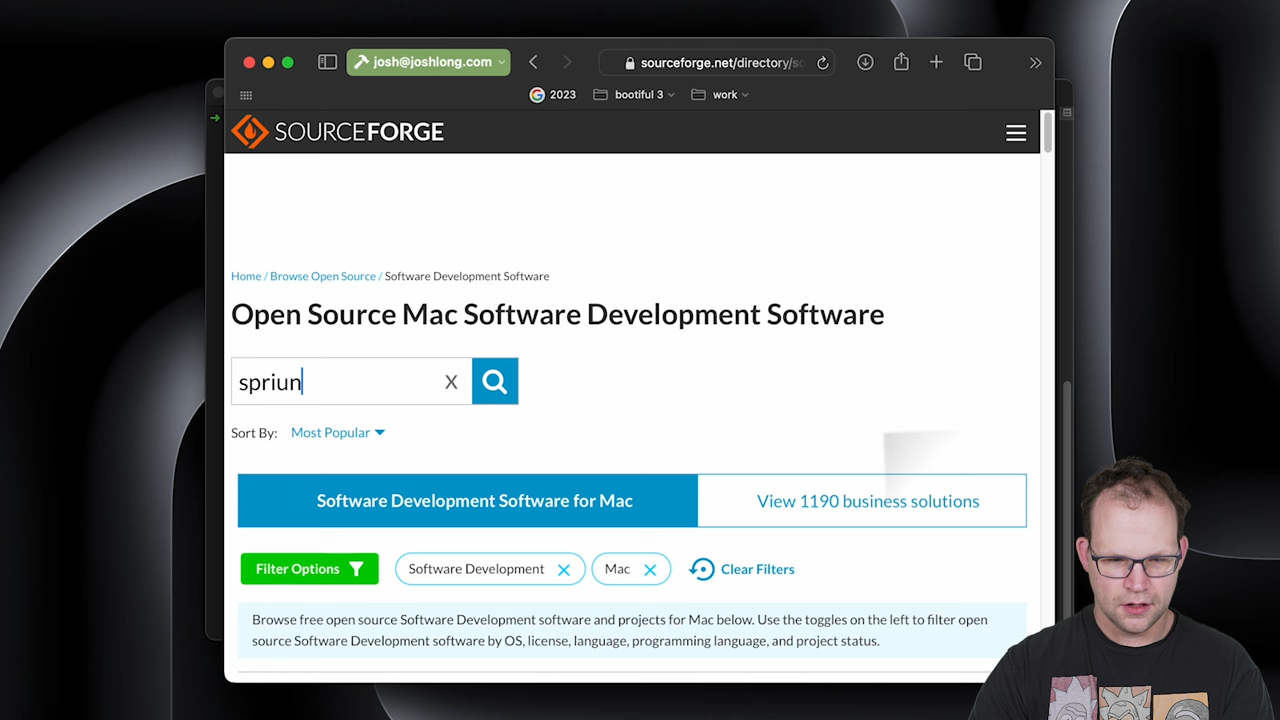 josh@joshlong.com
sourceforge.net/directory/so
2023
bootiful 3
work
SOURCEFORGE
Home / Browse Open Source / Software Development Software
Open Source Mac Software Development Software
spriun
X
Sort By: Most Popular
Software Development Software for Mac
View 1190 business solutions
Filter Options
Software Development
Mac
Clear Filters
Browse free open source Software Development software and projects for Mac below. Use the toggles on the left to filter open
source Software Development software by OS, license, language, programming language, and project status.